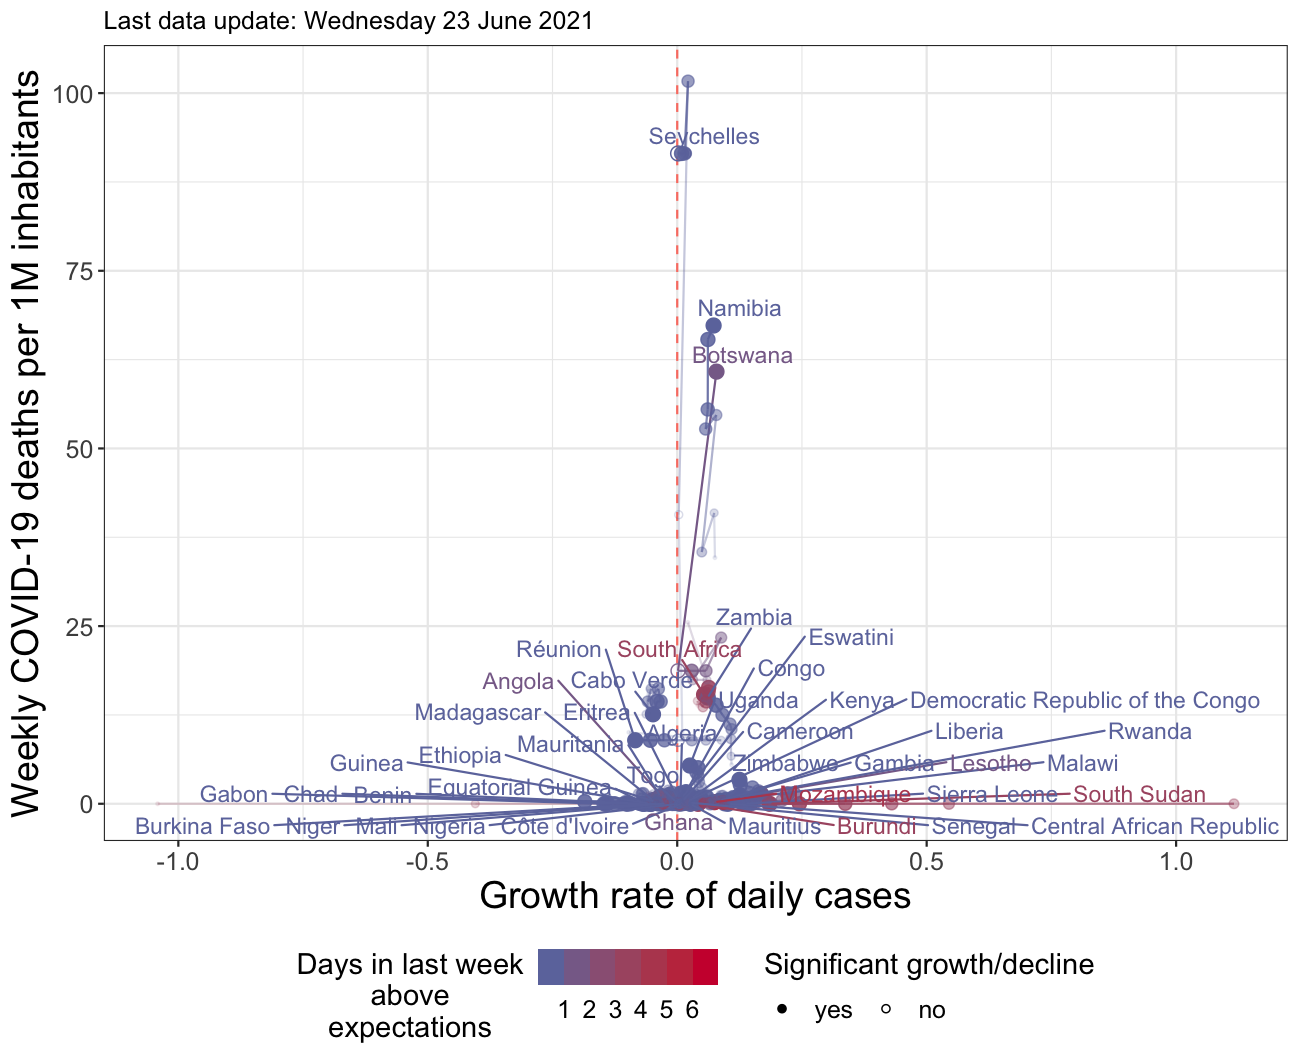 Last data update: Wednesday 23 June 2021
Weekly COVID-19 deaths per 1M inhabitants
100
75
50
25
0
Seychelles
Namibia
Botswana
Zambia
Eswatini
Réunion
South Africa
Congo
Angola
Cabo Verde
Uganda
Kenya
Democratic Republic of the Congo
Madagascar
Eritrea
Algeria
Cameroon
Liberia
Rwanda
Mauritania
Ethiopia
Guinea
Togo
Zimbabwe
Gambia
Lesotho
Malawi
Gabon
Chad
Benin
Equatorial Guinea
Mozambique
Sierra Leone
South Sudan
Burkina Faso
Niger
Mali
Nigeria
Côte d'Ivoire
Ghana
Mauritius
Burundi
Senegal
Central African Republic
-1.0
-0.5
0.0
0.5
1.0
Growth rate of daily cases
Days in last week
above
expectations
1 2 3 4 5 6
Significant growth/decline
yes
no